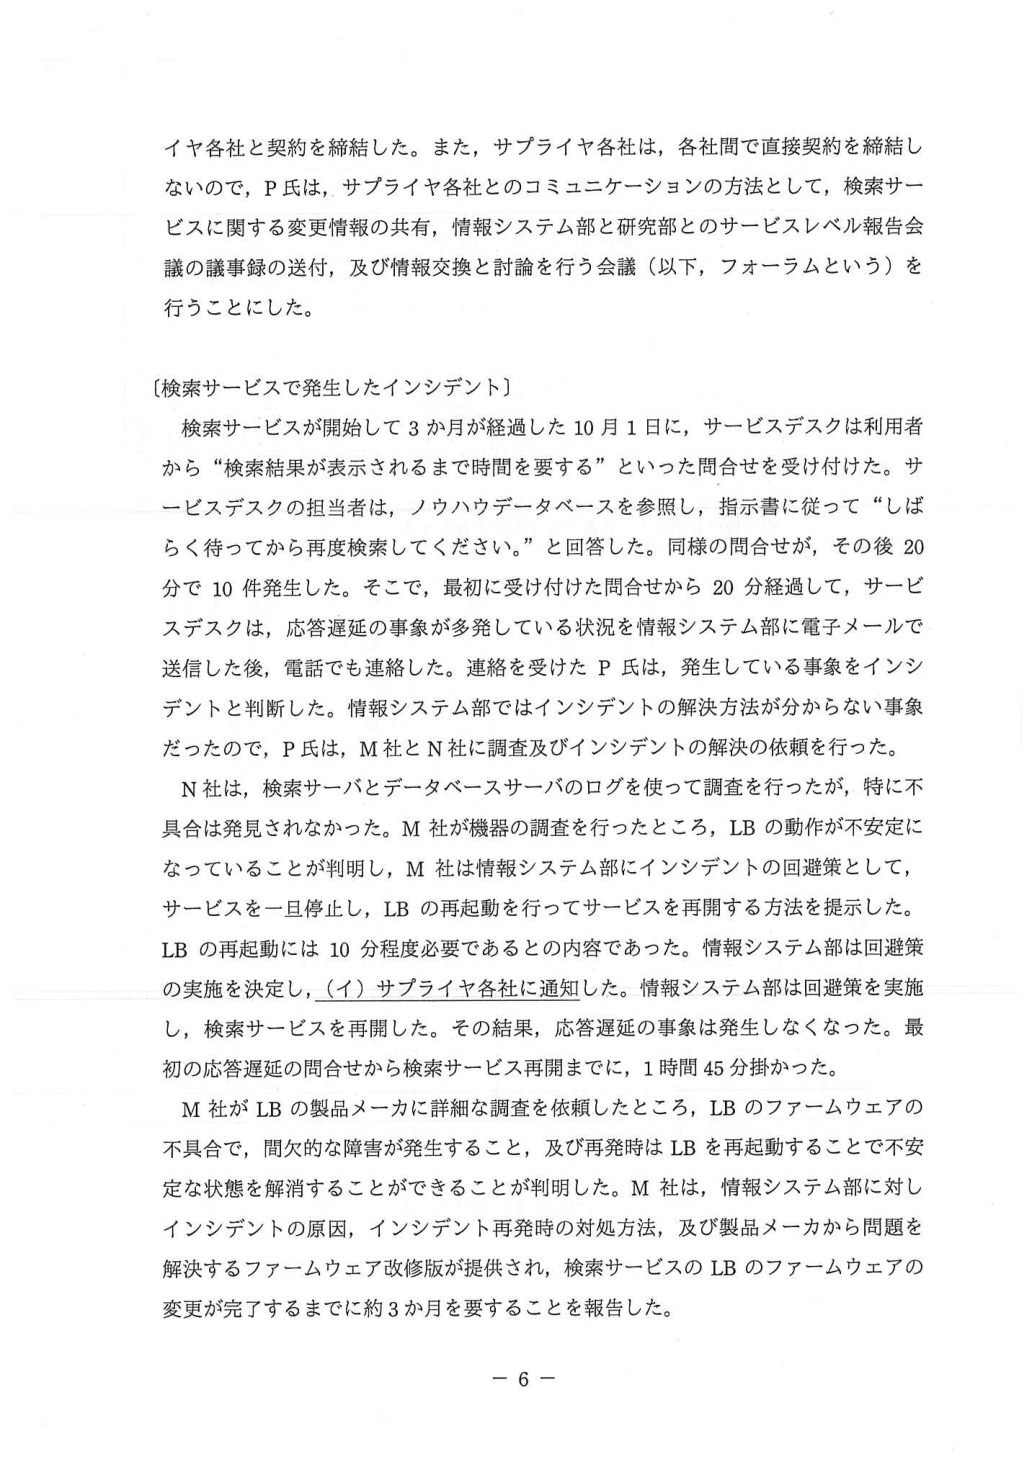 イヤ各社と契約を締結した。また，サプライヤ各社は，各社間で直接契約を締結し
ないので，P 氏は，サプライヤ各社とのコミュニケーションの方法として，検索サー
ビスに関する変更情報の共有，情報システム部と研究部とのサービスレベル報告会
議の議事録の送付，及び情報交換と討論を行う会議（以下，フォーラムという）を
行うことにした。
〔検索サービスで発生したインシデント〕
検索サービスが開始して 3 か月が経過した 10 月 1 日に，サービスデスクは利用者
から“検索結果が表示されるまで時間を要する”といった問合せを受け付けた。サ
ービスデスクの担当者は，ノウハウデータベースを参照し，指示書に従って“しば
らく待ってから再度検索してください。”と回答した。同様の問合せが，その後 20
分で 10 件発生した。そこで，最初に受け付けた問合せから 20 分経過して，サービ
スデスクは，応答遅延の事象が多発している状況を情報システム部に電子メールで
送信した後，電話でも連絡した。連絡を受けた P 氏は，発生している事象をインシ
デントと判断した。情報システム部ではインシデントの解決方法が分からない事象
だったので，P 氏は，M 社と N 社に調査及びインシデントの解決の依頼を行った。
N 社は，検索サーバとデータベースサーバのログを使って調査を行ったが，特に不
具合は発見されなかった。M 社が機器の調査を行ったところ，LB の動作が不安定に
なっていることが判明し，M 社は情報システム部にインシデントの回避策として，
サービスを一旦停止し，LB の再起動を行ってサービスを再開する方法を提示した。
LB の再起動には 10 分程度必要であるとの内容であった。情報システム部は回避策
の実施を決定し，（イ）サプライヤ各社に通知した。情報システム部は回避策を実施
し，検索サービスを再開した。その結果，応答遅延の事象は発生しなくなった。最
初の応答遅延の問合せから検索サービス再開までに，1 時間 45 分掛かった。
M 社が LB の製品メーカに詳細な調査を依頼したところ，LB のファームウェアの
不具合で，間欠的な障害が発生すること，及び再発時は LB を再起動することで不安
定な状態を解消することができることが判明した。M 社は，情報システム部に対し
インシデントの原因，インシデント再発時の対処方法，及び製品メーカから問題を
解決するファームウェア改修版が提供され，検索サービスの LB のファームウェアの
変更が完了するまでに約 3 か月を要することを報告した。
－ 6 －